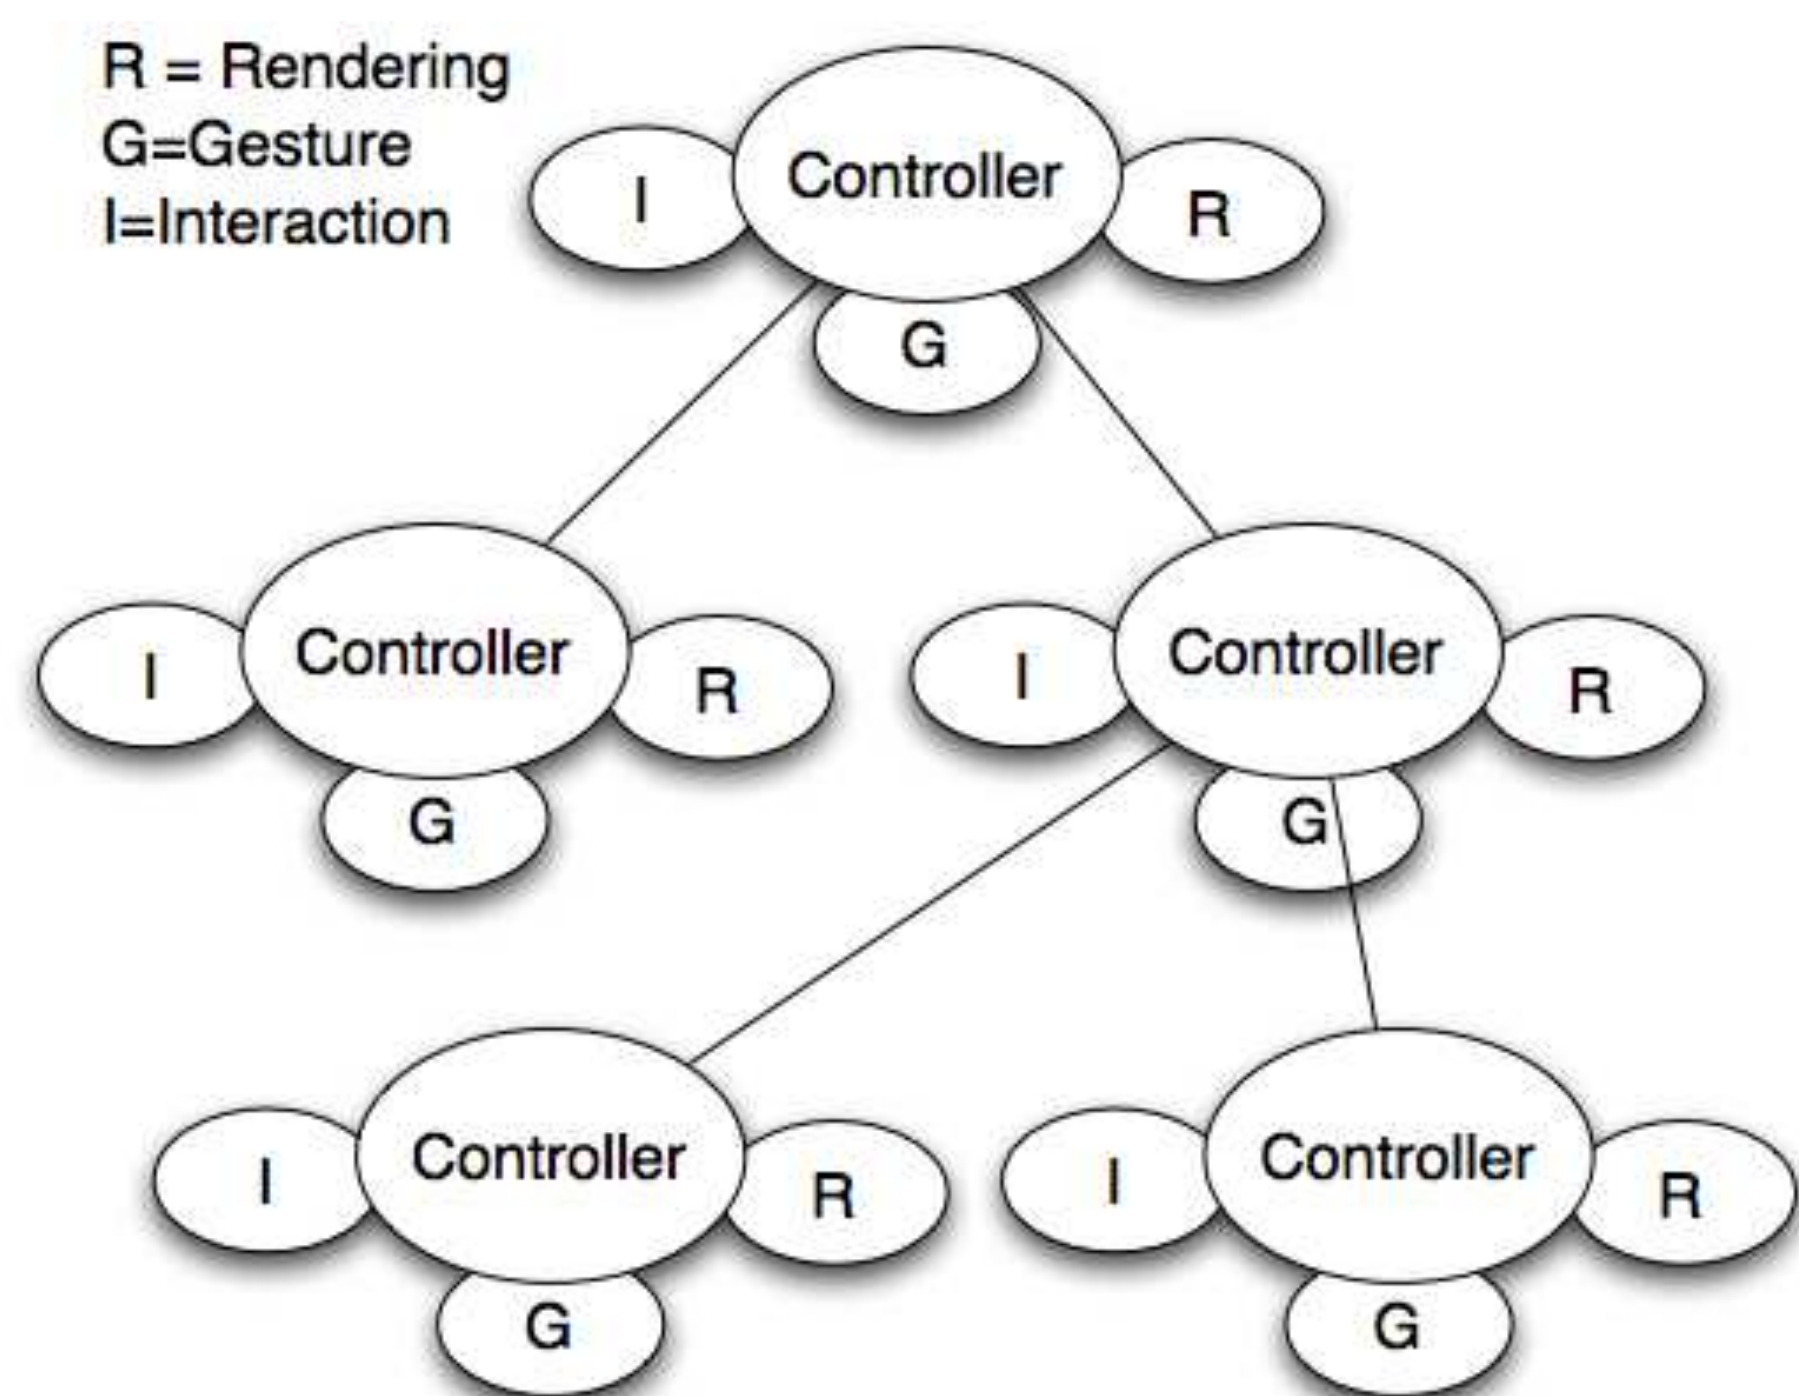 R = Rendering
G=Gesture
I=Interaction
I Controller R
G
I Controller R I Controller R
G G
I Controller R I Controller R
G G